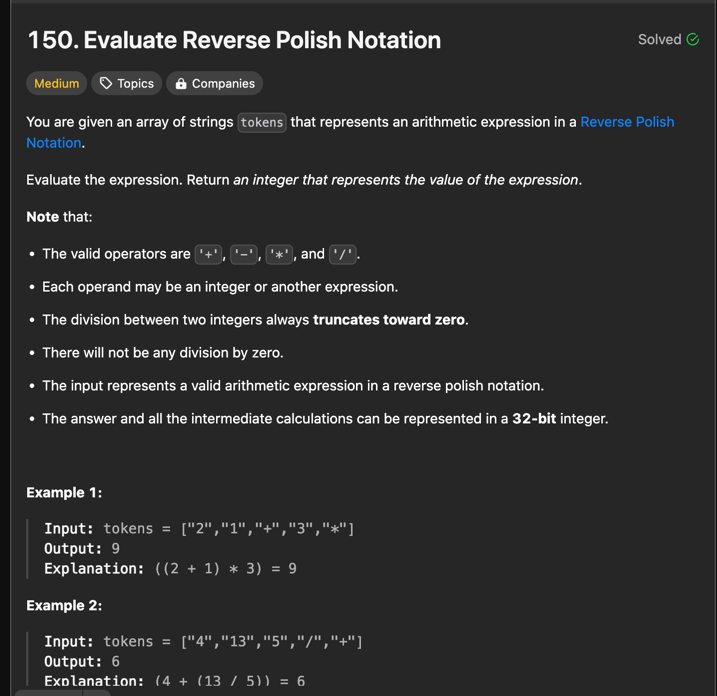 150. Evaluate Reverse Polish Notation
Solved
Medium
Topics
Companies
You are given an array of strings tokens that represents an arithmetic expression in a Reverse Polish
Notation.
Evaluate the expression. Return an integer that represents the value of the expression.
Note that:
• The valid operators are '+', '-', '*', and '/'.
• Each operand may be an integer or another expression.
• The division between two integers always truncates toward zero.
• There will not be any division by zero.
• The input represents a valid arithmetic expression in a reverse polish notation.
• The answer and all the intermediate calculations can be represented in a 32-bit integer.
Example 1:
Input: tokens = ["2","1","+","3","*"]
Output: 9
Explanation: ((2 + 1) * 3) = 9
Example 2:
Input: tokens = ["4","13","5","/","+"]
Output: 6
Explanation: (4 + (13 / 5)) = 6